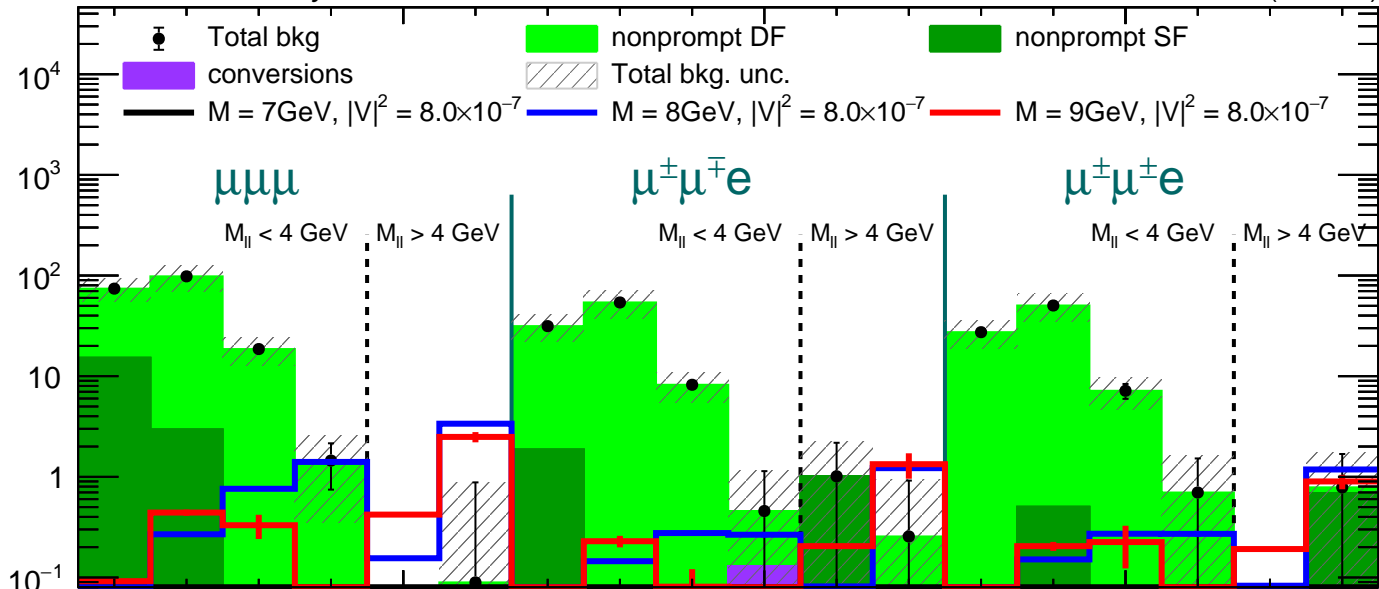 Total bkg nonprompt DF nonprompt SF
conversions Total bkg. unc.
M = 7GeV, |V|² = 8.0×10⁻⁷ M = 8GeV, |V|² = 8.0×10⁻⁷ M = 9GeV, |V|² = 8.0×10⁻⁷
10⁴
10³
10²
10
1
10⁻¹
μμμ μ±μ∓e μ±μ±e
M_ll < 4 GeV M_ll > 4 GeV M_ll < 4 GeV M_ll > 4 GeV M_ll < 4 GeV M_ll > 4 GeV